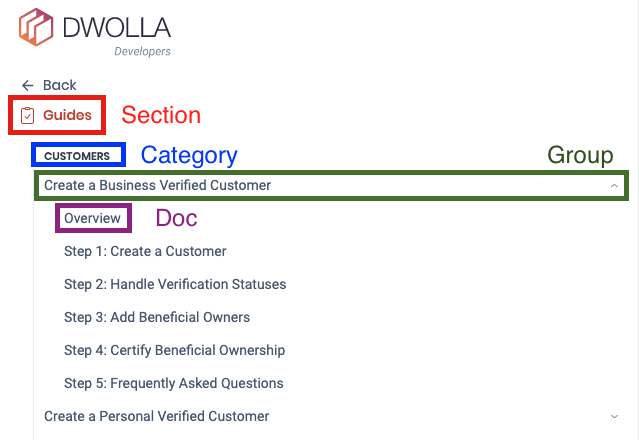 DWOLLA
Developers
Back
Guides Section
CUSTOMERS Category Group
Create a Business Verified Customer
Overview Doc
Step 1: Create a Customer
Step 2: Handle Verification Statuses
Step 3: Add Beneficial Owners
Step 4: Certify Beneficial Ownership
Step 5: Frequently Asked Questions
Create a Personal Verified Customer